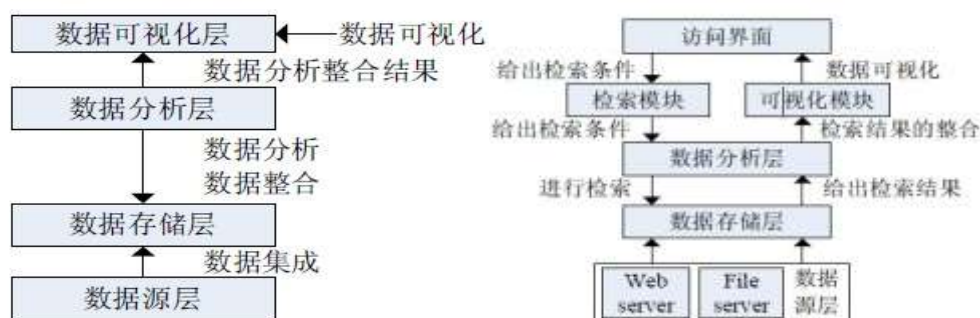 数据可视化层
数据可视化
数据分析整合结果
数据分析层
数据分析
数据整合
数据存储层
数据集成
数据源层
访问界面
给出检索条件
数据可视化
检索模块
可视化模块
给出检索条件
检索结果的整合
数据分析层
进行检索
给出检索结果
数据存储层
Web
server
File
server
数据
源层